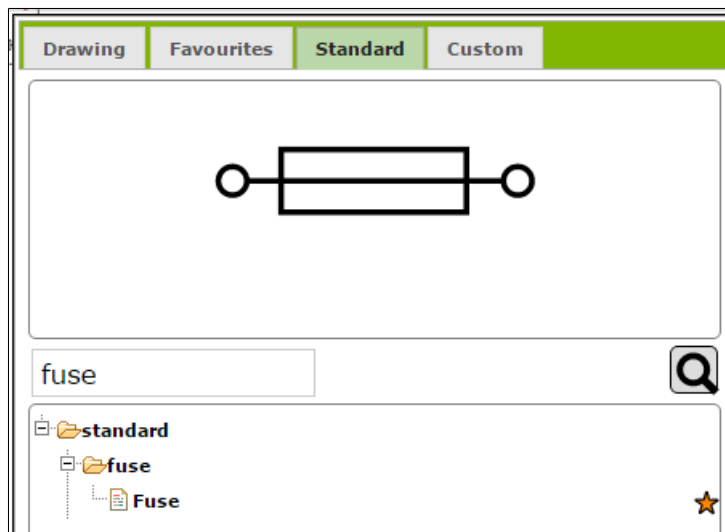 Drawing Favourites Standard Custom
fuse
standard
fuse
Fuse